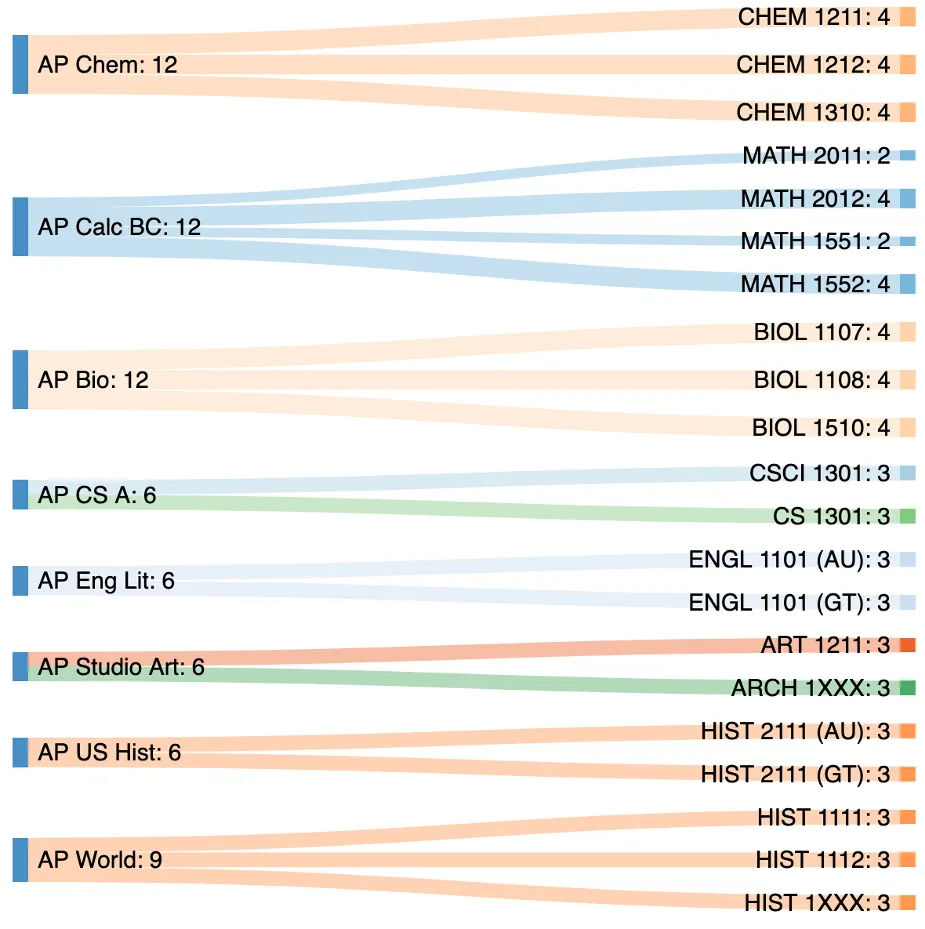 CHEM 1211: 4
AP Chem: 12
CHEM 1212: 4
CHEM 1310: 4
MATH 2011: 2
MATH 2012: 4
AP Calc BC: 12
MATH 1551: 2
MATH 1552: 4
BIOL 1107: 4
AP Bio: 12
BIOL 1108: 4
BIOL 1510: 4
CSCI 1301: 3
AP CS A: 6
CS 1301: 3
ENGL 1101 (AU): 3
AP Eng Lit: 6
ENGL 1101 (GT): 3
ART 1211: 3
AP Studio Art: 6
ARCH 1XXX: 3
HIST 2111 (AU): 3
AP US Hist: 6
HIST 2111 (GT): 3
HIST 1111: 3
AP World: 9
HIST 1112: 3
HIST 1XXX: 3